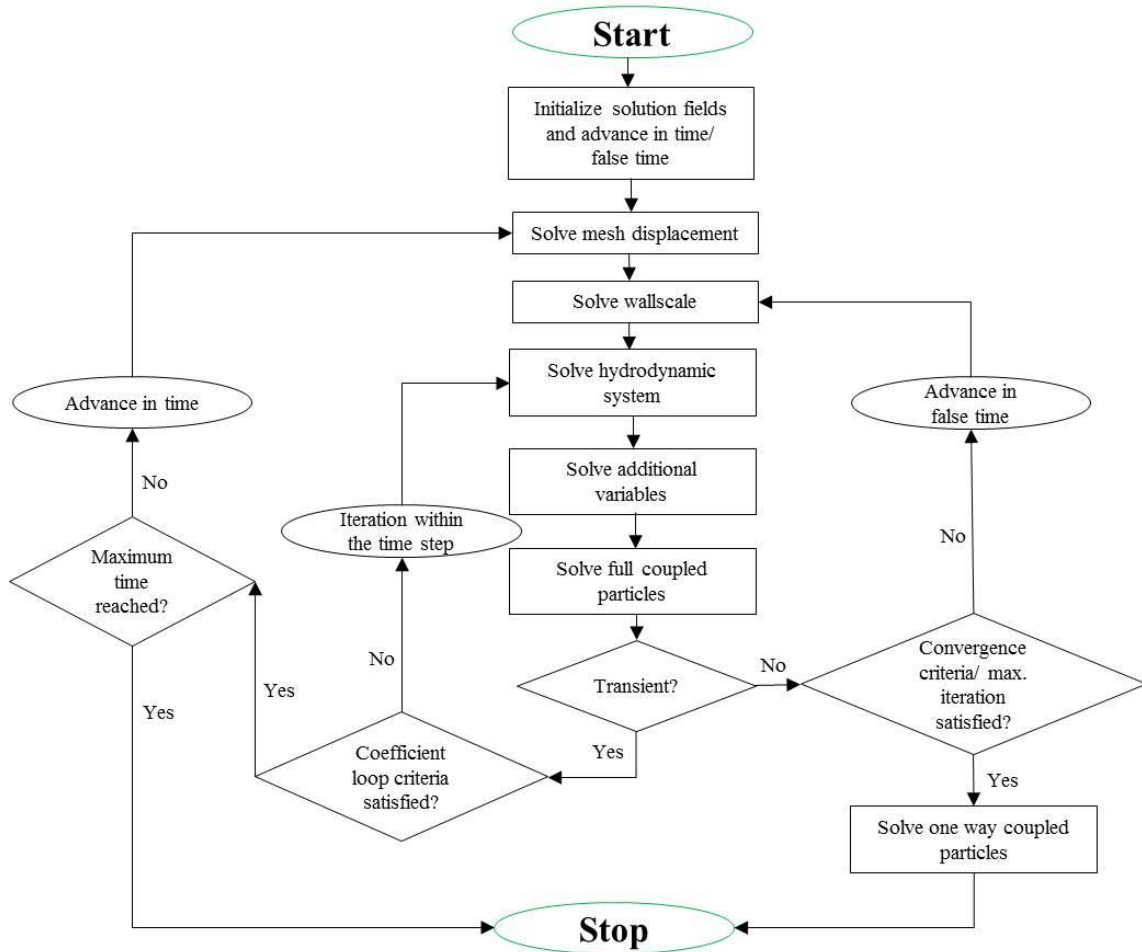 Start
Initialize solution fields
and advance in time/
false time
Solve mesh displacement
Solve wallscale
Solve hydrodynamic
system
Advance in time
Advance in
false time
Solve additional
variables
No
Iteration within
the time step
No
Maximum
time
reached?
Solve full coupled
particles
No
Transient?
No
Convergence
criteria/ max.
iteration
satisfied?
Yes
Yes
Yes
Coefficient
loop criteria
satisfied?
Yes
Solve one way coupled
particles
Stop